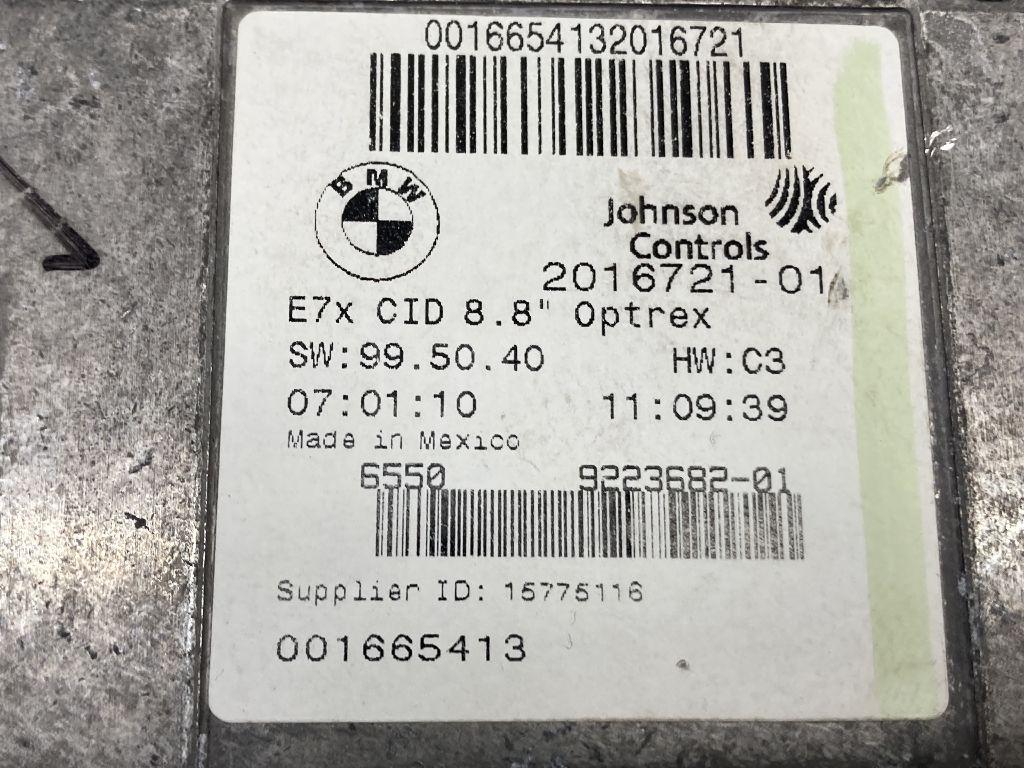 0016654132016721
BMW
Johnson
Controls
2016721-01
E7x CID 8.8" Optrex
SW:99.50.40 HW:C3
07:01:10 11:09:39
Made in Mexico
6550 9223682-01
Supplier ID: 15775116
001665413